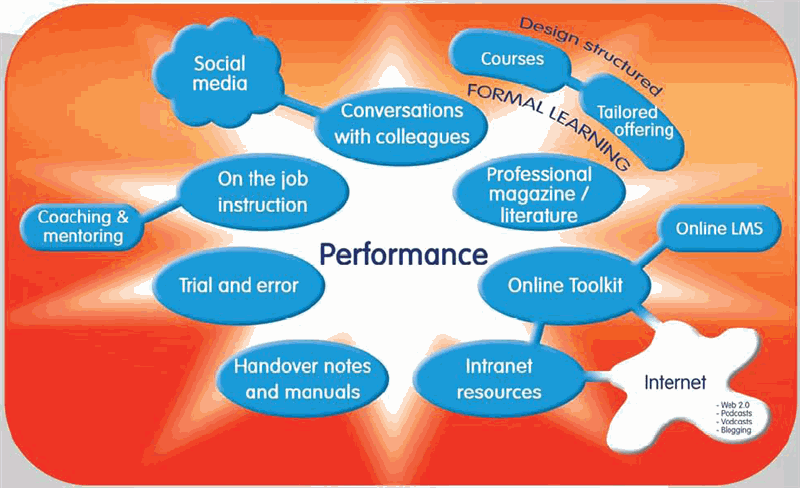 Social
media
Conversations
with colleagues
Design structured
Courses
Tailored
offering
FORMAL LEARNING
On the job
instruction
Coaching &
mentoring
Professional
magazine /
literature
Online LMS
Performance
Trial and error
Online Toolkit
Handover notes
and manuals
Intranet
resources
Internet
- Web 2.0
- Podcasts
- Vodcasts
- Blogging